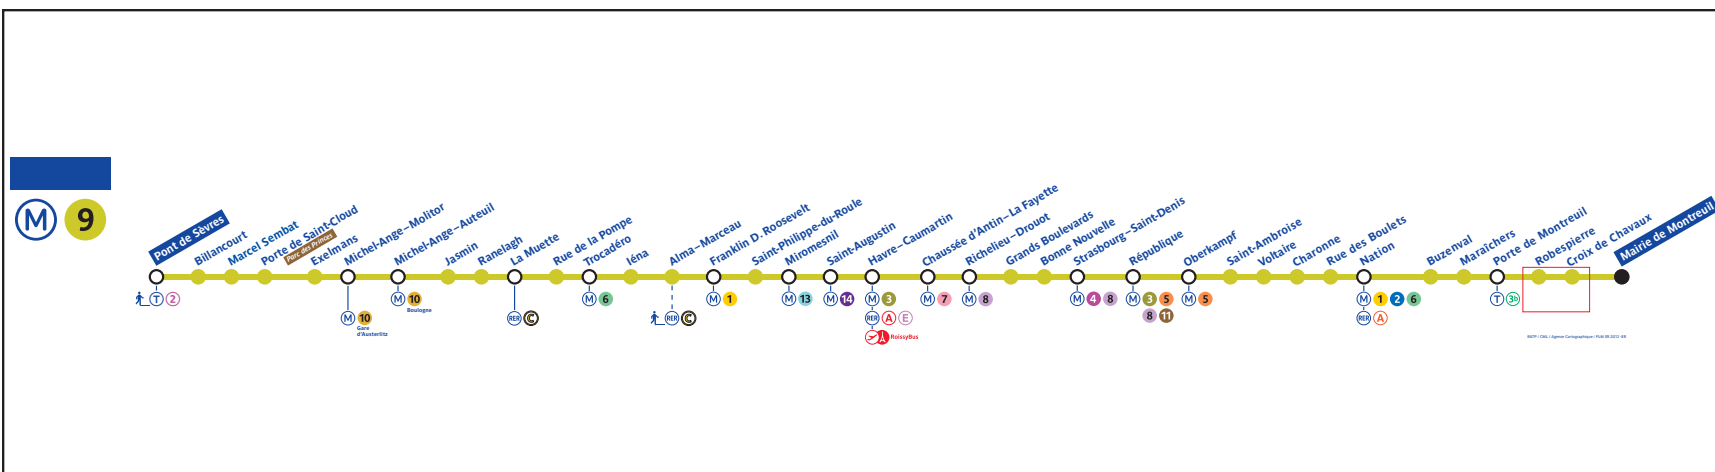 M 9
Pont de Sèvres
Billancourt
Marcel Sembat
Porte de Saint-Cloud
Parc des Princes
Exelmans
Michel-Ange–Molitor
Michel-Ange–Auteuil
Jasmin
Ranelagh
La Muette
Rue de la Pompe
Trocadéro
Iéna
Alma–Marceau
Franklin D. Roosevelt
Saint-Philippe-du-Roule
Miromesnil
Saint-Augustin
Havre–Caumartin
Chaussée d'Antin–La Fayette
Richelieu–Drouot
Grands Boulevards
Bonne Nouvelle
Strasbourg–Saint-Denis
République
Oberkampf
Saint-Ambroise
Voltaire
Charonne
Rue des Boulets
Nation
Buzenval
Maraîchers
Porte de Montreuil
Robespierre
Croix de Chavaux
Mairie de Montreuil
T 2
M 10
Gare
d'Austerlitz
M 10
Boulogne
RER C
M 6
RER C
M 1
M 13
M 14
M 3
RER A E
RoissyBus
M 7
M 8
M 4 8
M 3 5
8 11
M 5
M 1 2 6
RER A
T 3b